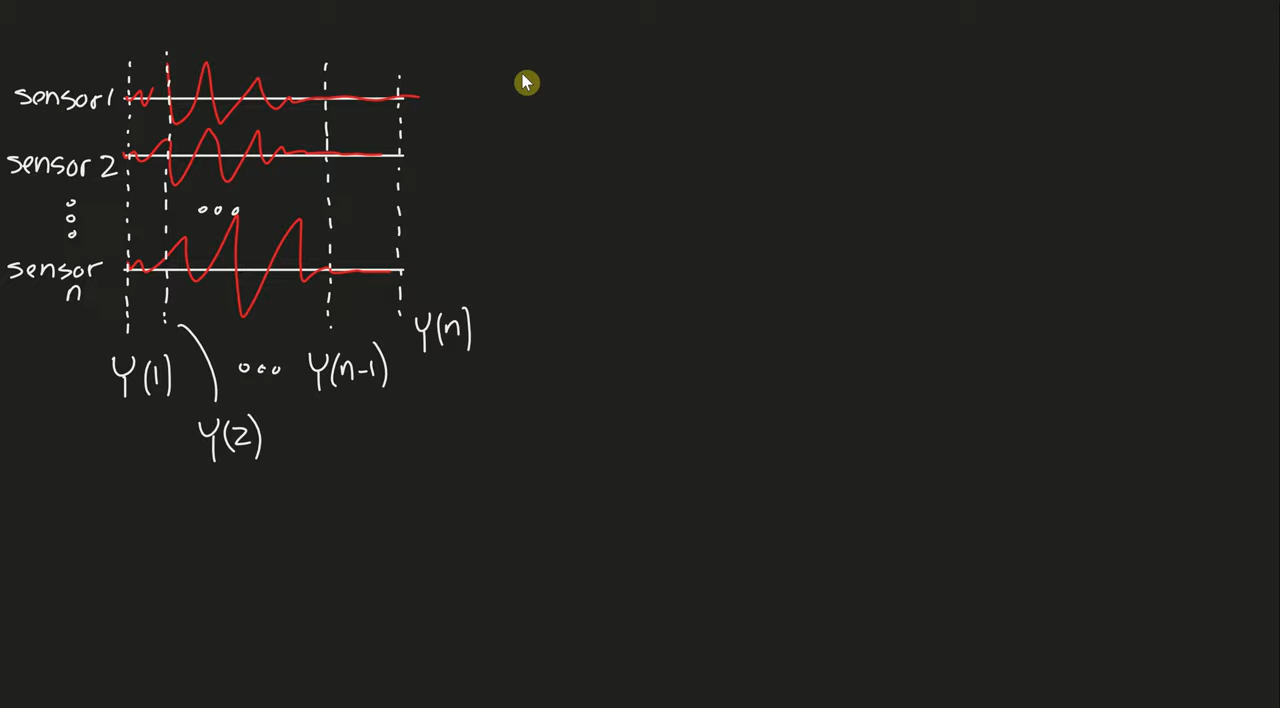 sensor 1
sensor 2
sensor
n
Y(1)
Y(2)
Y(n-1)
Y(n)